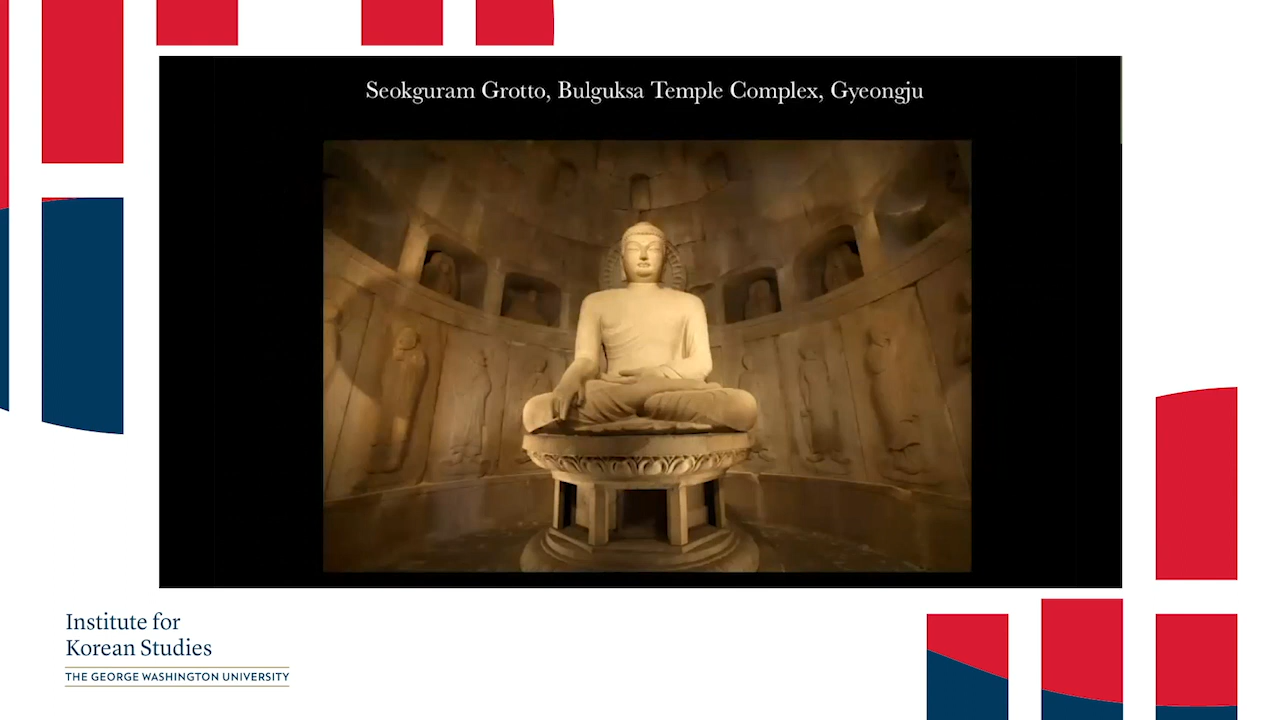 Seokguram Grotto, Bulguksa Temple Complex, Gyeongju
Institute for
Korean Studies
THE GEORGE WASHINGTON UNIVERSITY